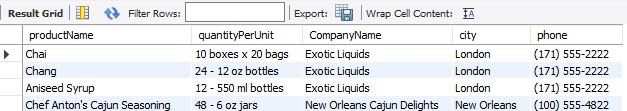 Result Grid Filter Rows: Export: Wrap Cell Content:
productName quantityPerUnit CompanyName city phone
Chai 10 boxes x 20 bags Exotic Liquids London (171) 555-2222
Chang 24 - 12 oz bottles Exotic Liquids London (171) 555-2222
Aniseed Syrup 12 - 550 ml bottles Exotic Liquids London (171) 555-2222
Chef Anton's Cajun Seasoning 48 - 6 oz jars New Orleans Cajun Delights New Orleans (100) 555-4822